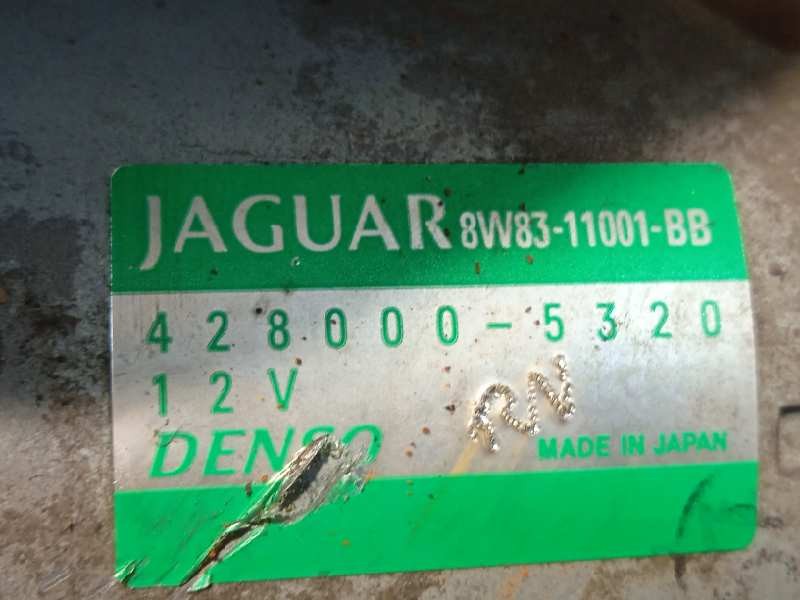 JAGUAR 8W83-11001-BB
428000-5320
12V
DENSO
MADE IN JAPAN